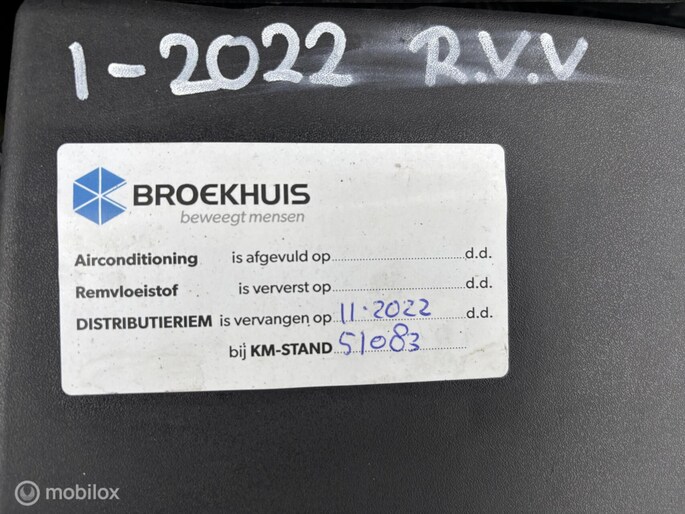 1-2022 R.V.V
BROEKHUIS
beweegt mensen
Airconditioning is afgevuld op.......... d.d.
Remvloeistof is ververst op.......... d.d.
DISTRIBUTIERIEM is vervangen op 11-2022 d.d.
bij KM-STAND 51083
mobilox